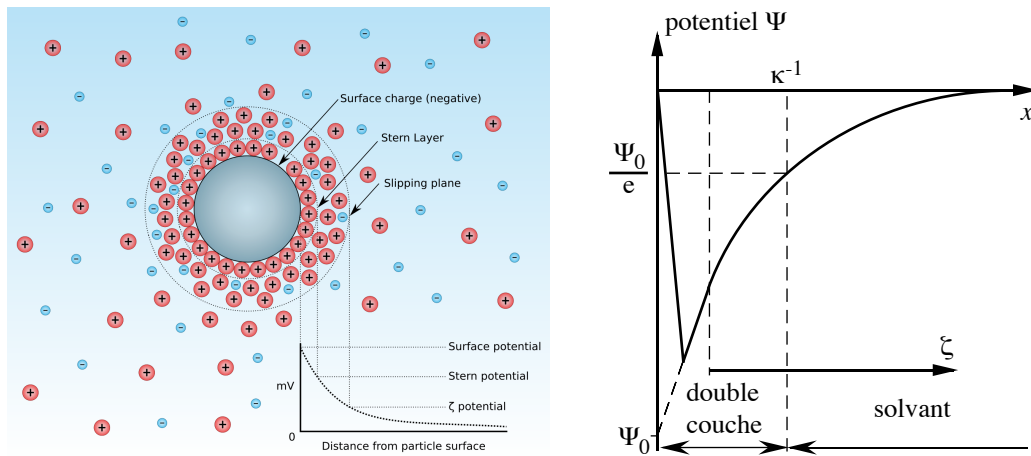 Surface charge (negative)
Stern Layer
Slipping plane
Surface potential
Stern potential
ζ potential
mV
0
Distance from particle surface
potentiel Ψ
κ⁻¹
x
Ψ₀
e
ζ
double
couche
solvant
Ψ₀